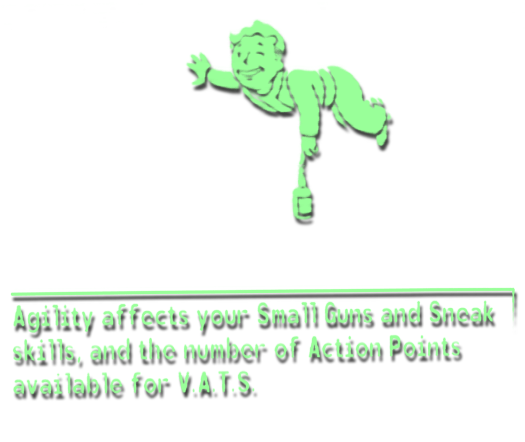 Agility affects your Small Guns and Sneak
skills, and the number of Action Points
available for V.A.T.S.